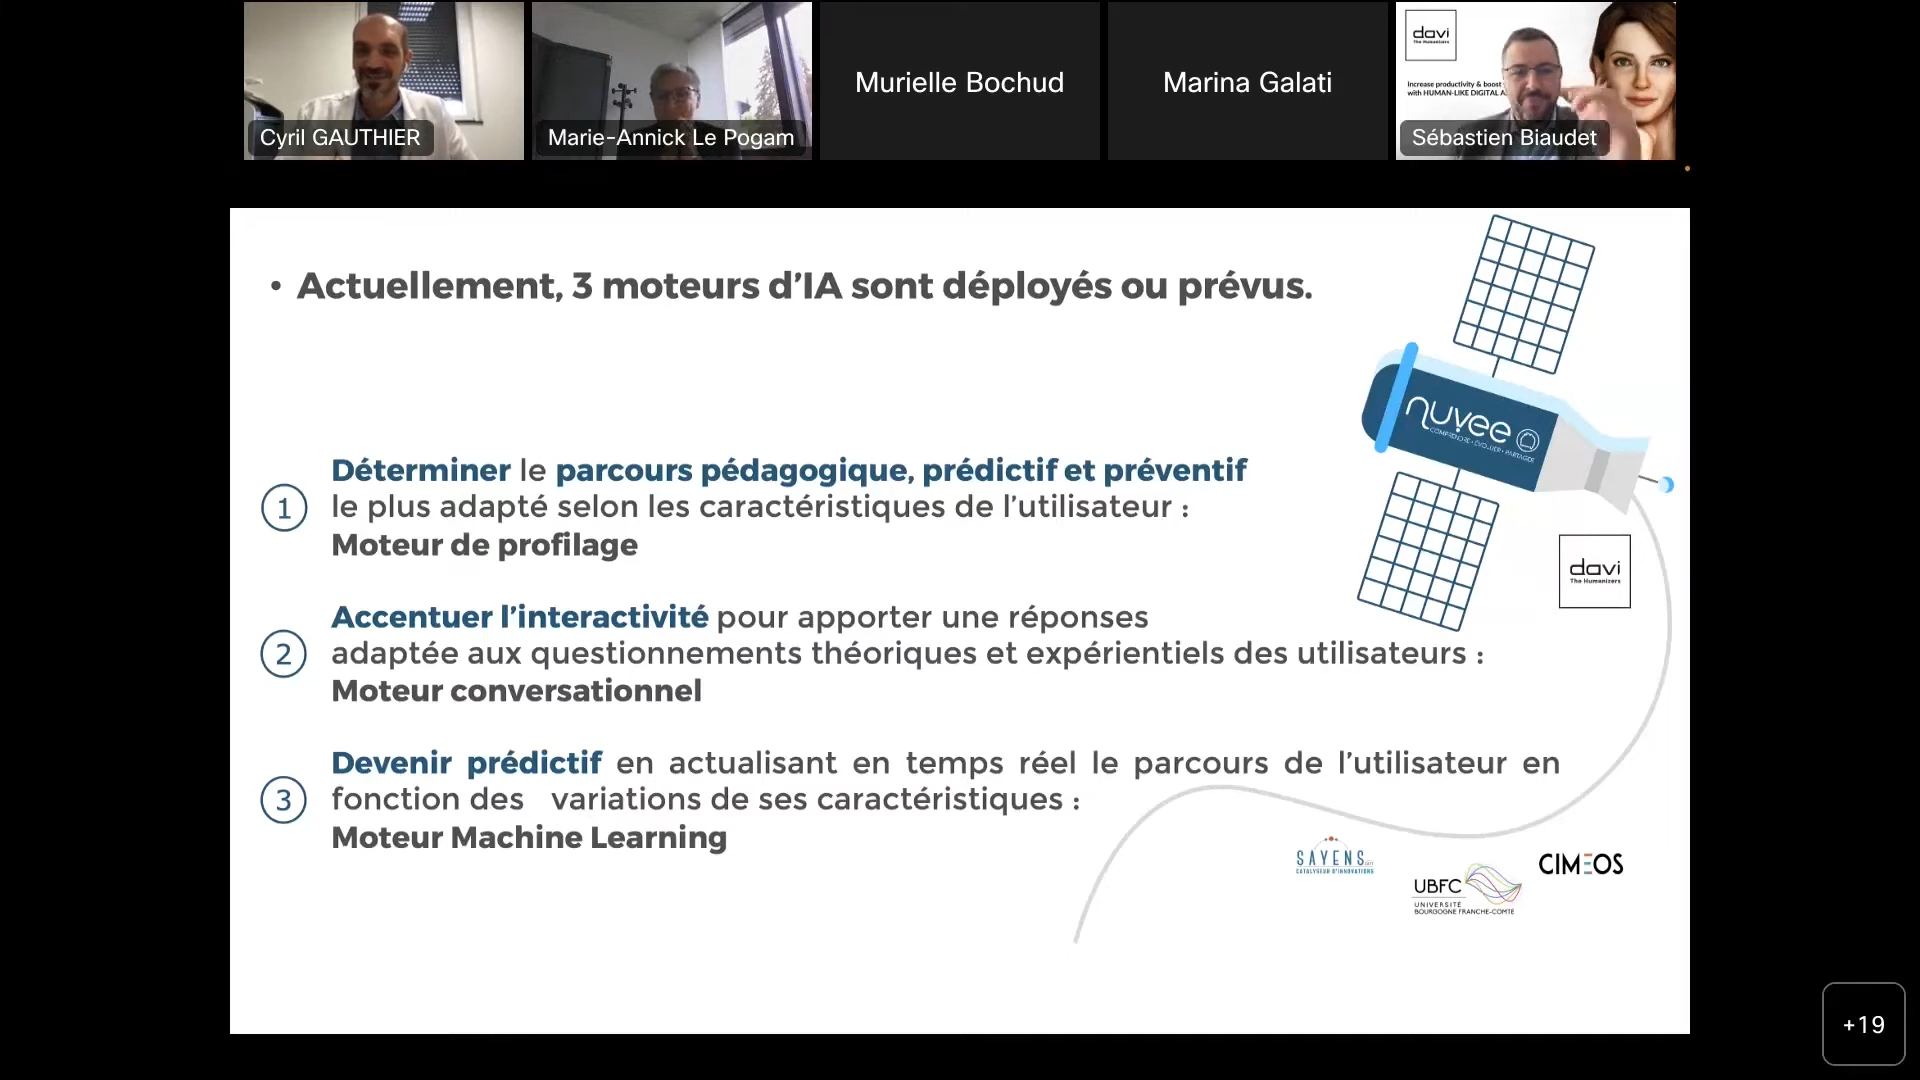 davi
The Humanizers
Increase productivity & boost
with HUMAN-LIKE DIGITAL A
Cyril GAUTHIER
Marie-Annick Le Pogam
Murielle Bochud
Marina Galati
Sébastien Biaudet
• Actuellement, 3 moteurs d’IA sont déployés ou prévus.
nuvee
COMPRENDRE • ÉVOLUER • PARTAGER
1
Déterminer le parcours pédagogique, prédictif et préventif
le plus adapté selon les caractéristiques de l’utilisateur :
Moteur de profilage
davi
The Humanizers
2
Accentuer l’interactivité pour apporter une réponses
adaptée aux questionnements théoriques et expérientiels des utilisateurs :
Moteur conversationnel
3
Devenir prédictif en actualisant en temps réel le parcours de l’utilisateur en
fonction des variations de ses caractéristiques :
Moteur Machine Learning
SAYENS
CATALYSEUR D'INNOVATIONS
UBFC
UNIVERSITÉ
BOURGOGNE FRANCHE-COMTÉ
CIMEOS
+19